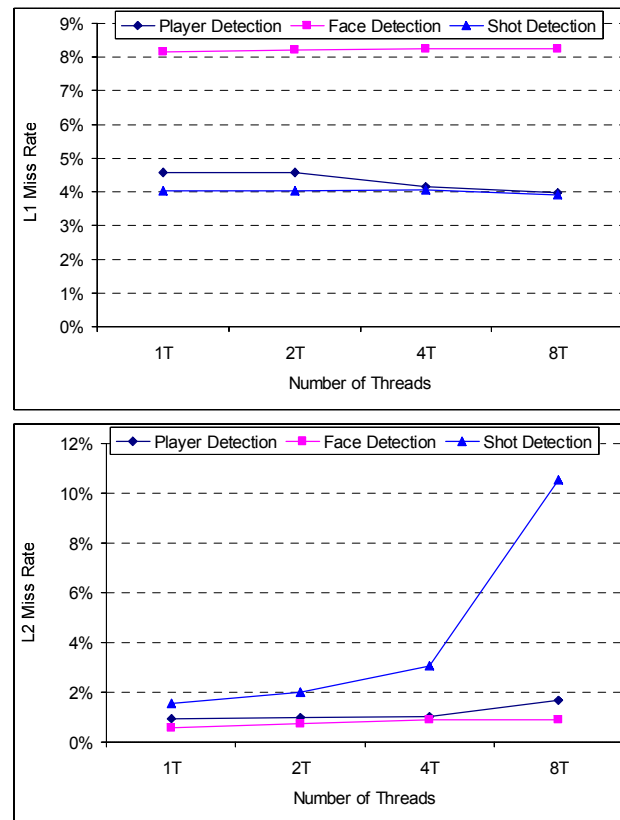 Player Detection Face Detection Shot Detection
9%
8%
7%
6%
5%
4%
3%
2%
1%
0%
L1 Miss Rate
1T 2T 4T 8T
Number of Threads
Player Detection Face Detection Shot Detection
12%
10%
8%
6%
4%
2%
0%
L2 Miss Rate
1T 2T 4T 8T
Number of Threads